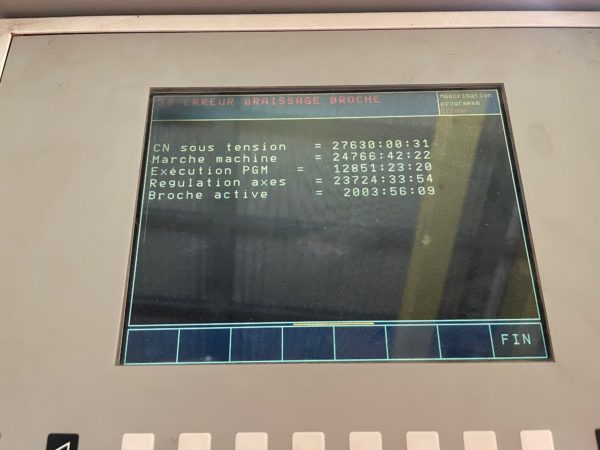 ERREUR GRAISSAGE BROCHE
Mémorisation
programme
CN sous tension = 27630:00:31
Marche machine = 24766:42:22
Exécution PGM = 12851:23:20
Regulation axes = 23724:33:54
Broche active = 2003:56:09
FIN